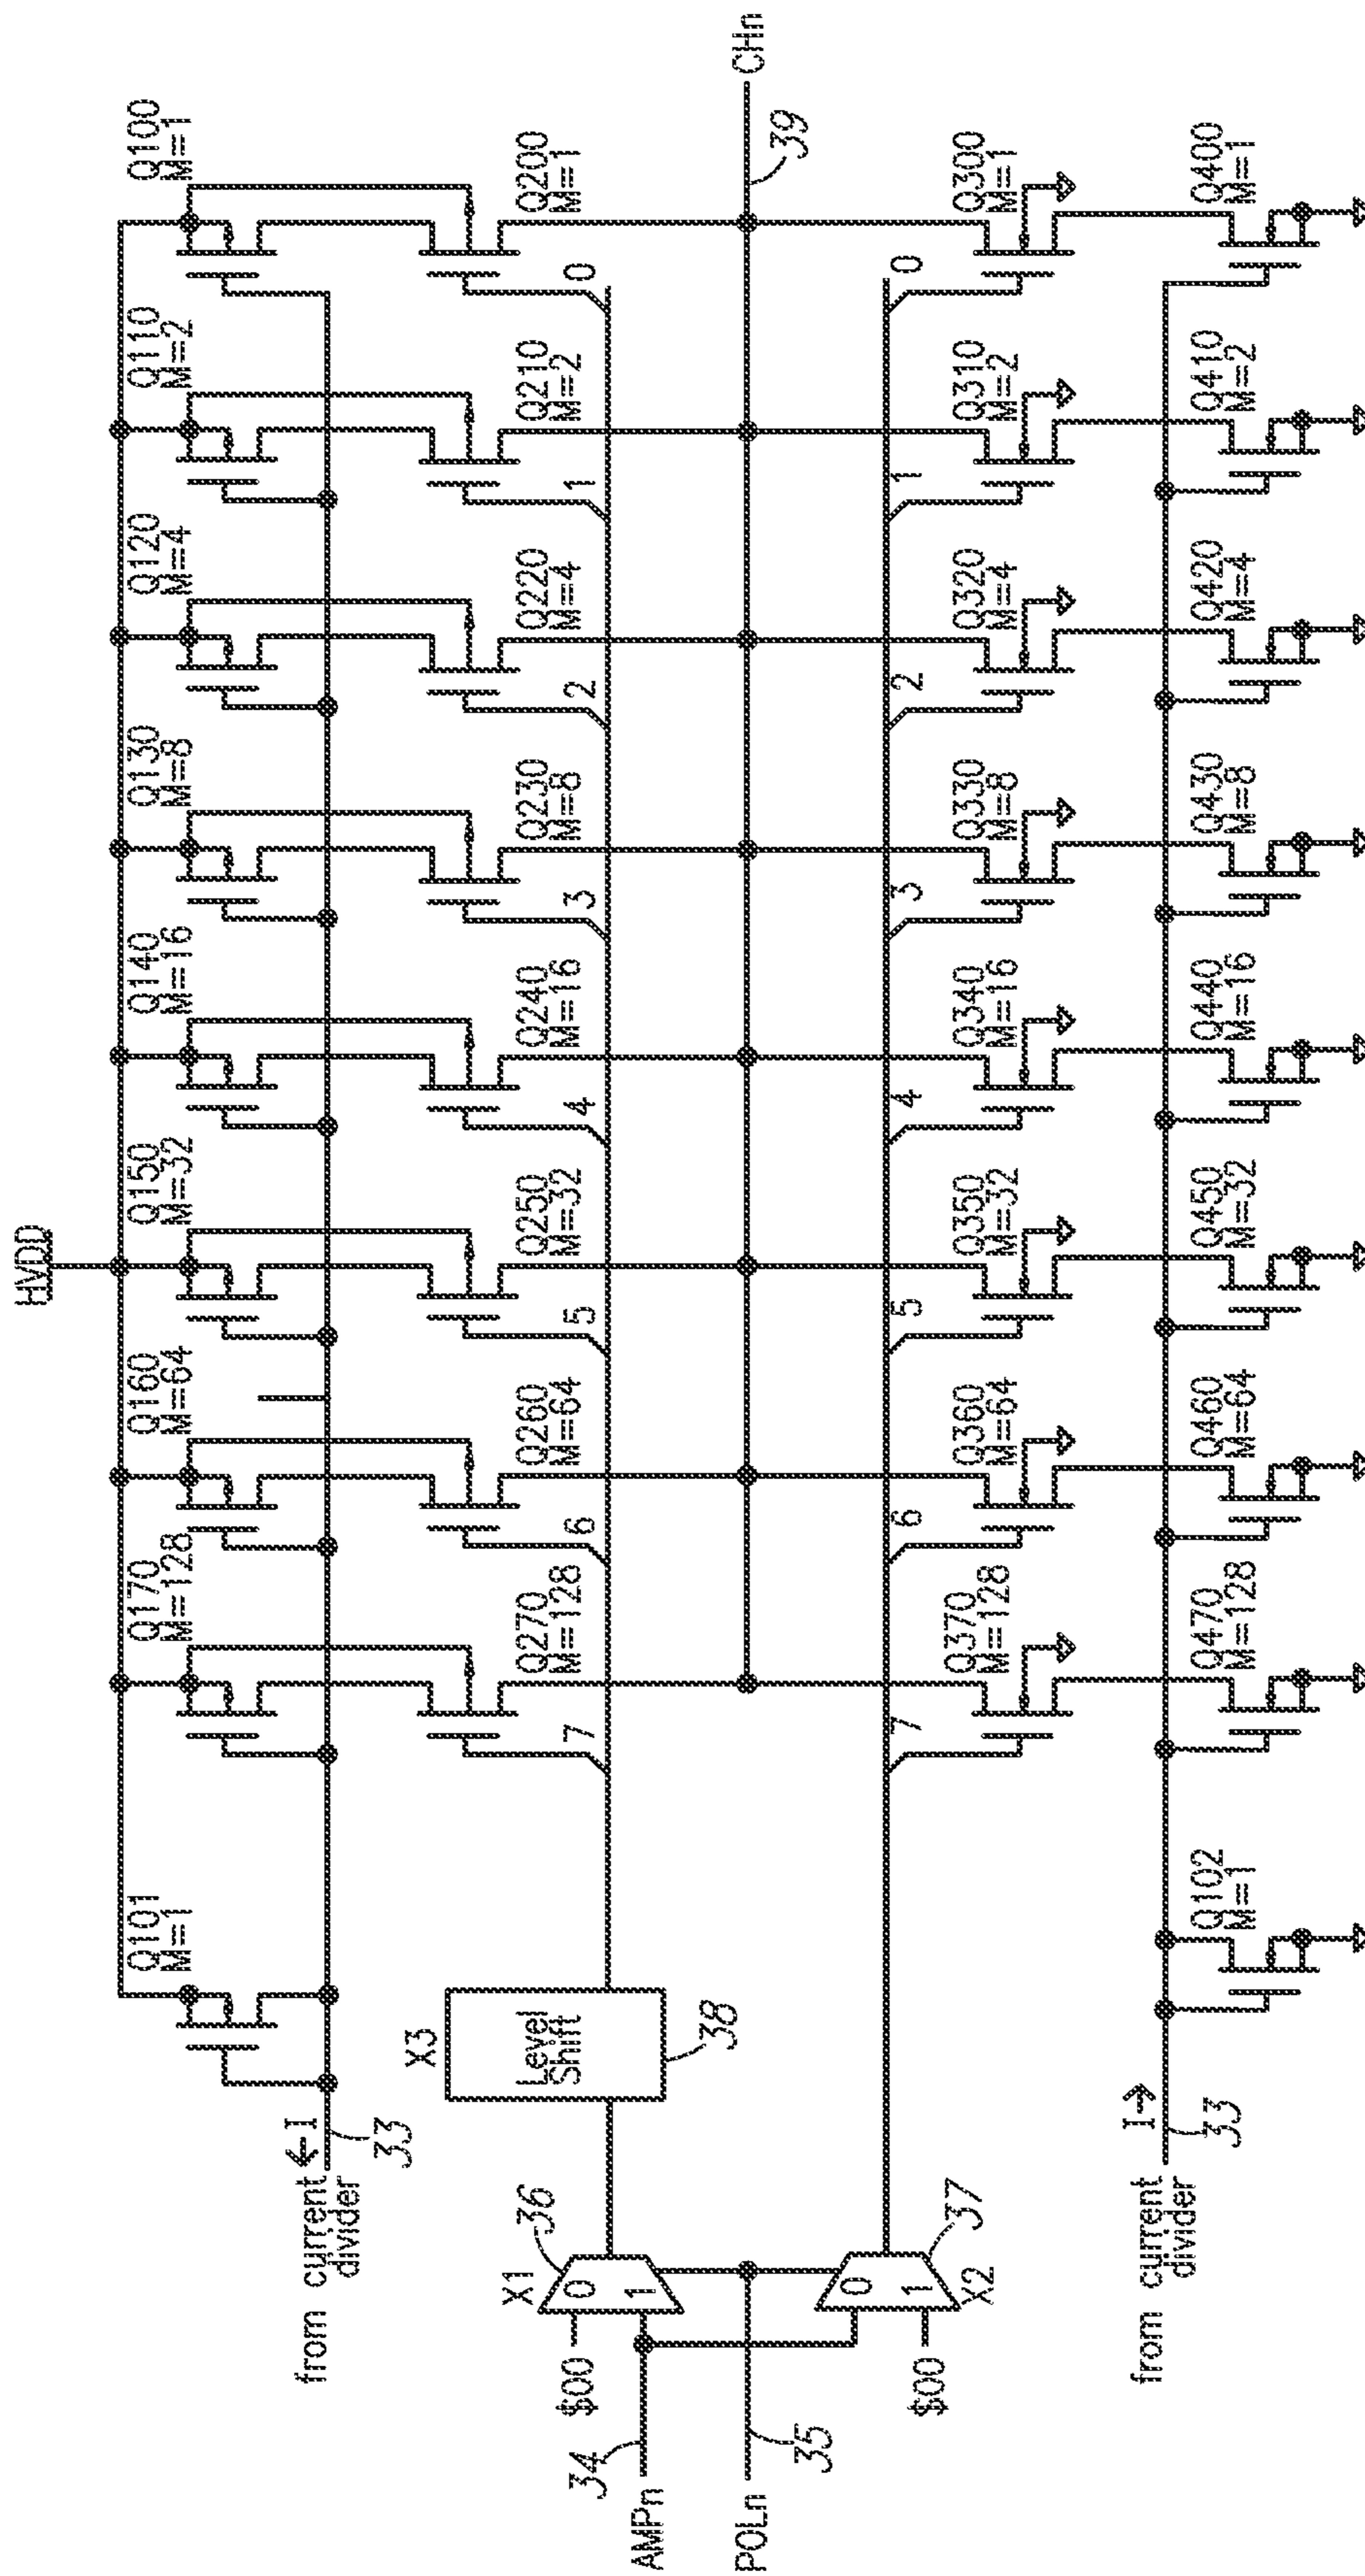 HVDD
Q101
M=1
Q170
M=128
Q160
M=64
Q150
M=32
Q140
M=16
Q130
M=8
Q120
M=4
Q110
M=2
Q100
M=1
from current
divider
←I
33
X3
Level
Shift
38
Q270
M=128
Q260
M=64
Q250
M=32
Q240
M=16
Q230
M=8
Q220
M=4
Q210
M=2
Q200
M=1
7
6
5
4
3
2
1
0
X1
36
0
1
$00
34
AMPn
35
POLn
CHn
39
37
0
1
X2
$00
7
6
5
4
3
2
1
0
Q370
M=128
Q360
M=64
Q350
M=32
Q340
M=16
Q330
M=8
Q320
M=4
Q310
M=2
Q300
M=1
from current
divider
I→
33
Q102
M=1
Q470
M=128
Q460
M=64
Q450
M=32
Q440
M=16
Q430
M=8
Q420
M=4
Q410
M=2
Q400
M=1